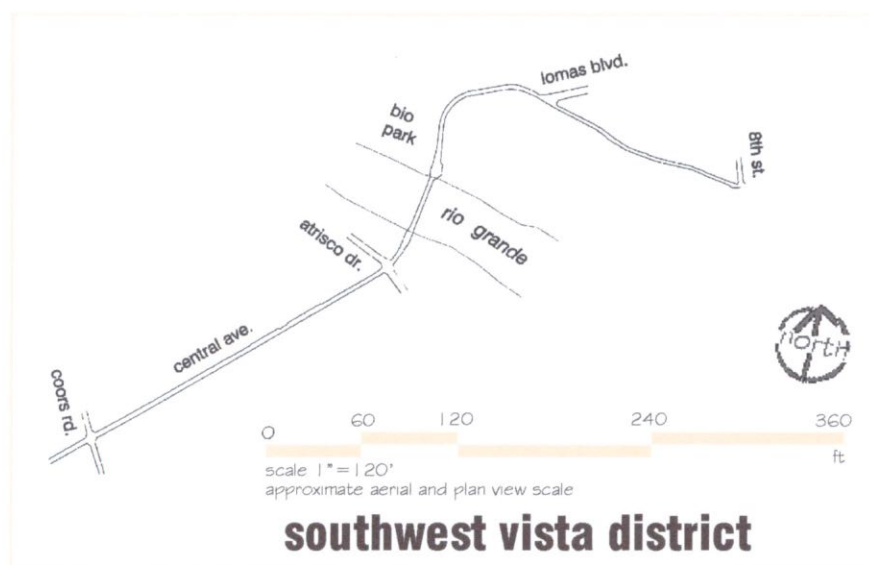 lomas blvd.
bio
park
8th st.
rio grande
atrisco dr.
north
central ave.
coors rd.
0 60 120 240 360
ft
scale 1"=120'
approximate aerial and plan view scale
southwest vista district